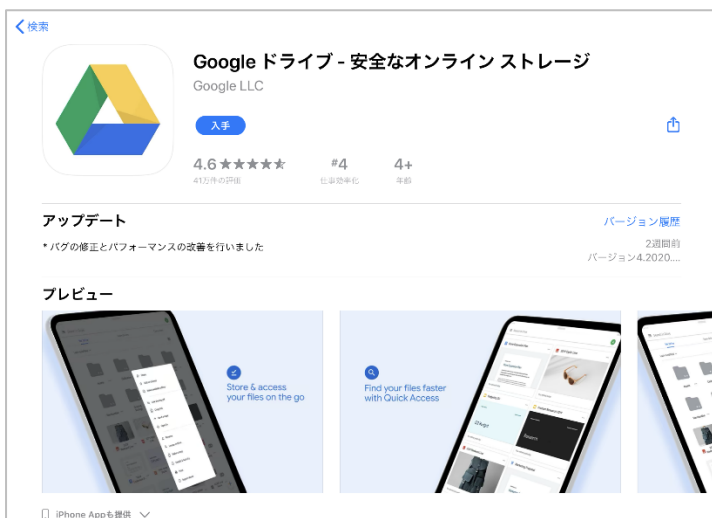 検索
Google ドライブ - 安全なオンライン ストレージ
Google LLC
入手
4.6★★★★★ #4 4+
41万件の評価 仕事効率化 年齢
アップデート バージョン履歴
* バグの修正とパフォーマンスの改善を行いました 2週間前
バージョン4.2020....
プレビュー
Store & access
your files on the go
Find your files faster
with Quick Access
iPhone Appも提供